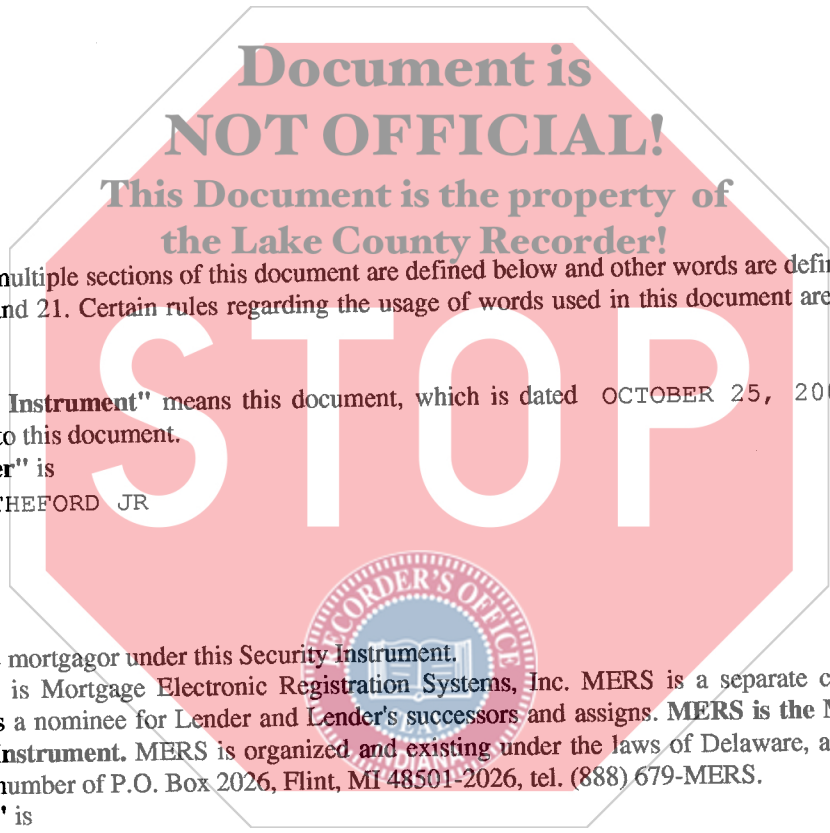 Document is
NOT OFFICIAL!
This Document is the property of
the Lake County Recorder!
multiple sections of this document are defined below and other words are defin
nd 21. Certain rules regarding the usage of words used in this document are
STOP
Instrument" means this document, which is dated OCTOBER 25, 200
to this document.
er" is
THEFORD JR
RECORDER'S OFFICE
mortgagor under this Security Instrument.
is Mortgage Electronic Registration Systems, Inc. MERS is a separate c
s a nominee for Lender and Lender's successors and assigns. MERS is the M
Instrument. MERS is organized and existing under the laws of Delaware, a
number of P.O. Box 2026, Flint, MI 48501-2026, tel. (888) 679-MERS.
INDIANA
" is